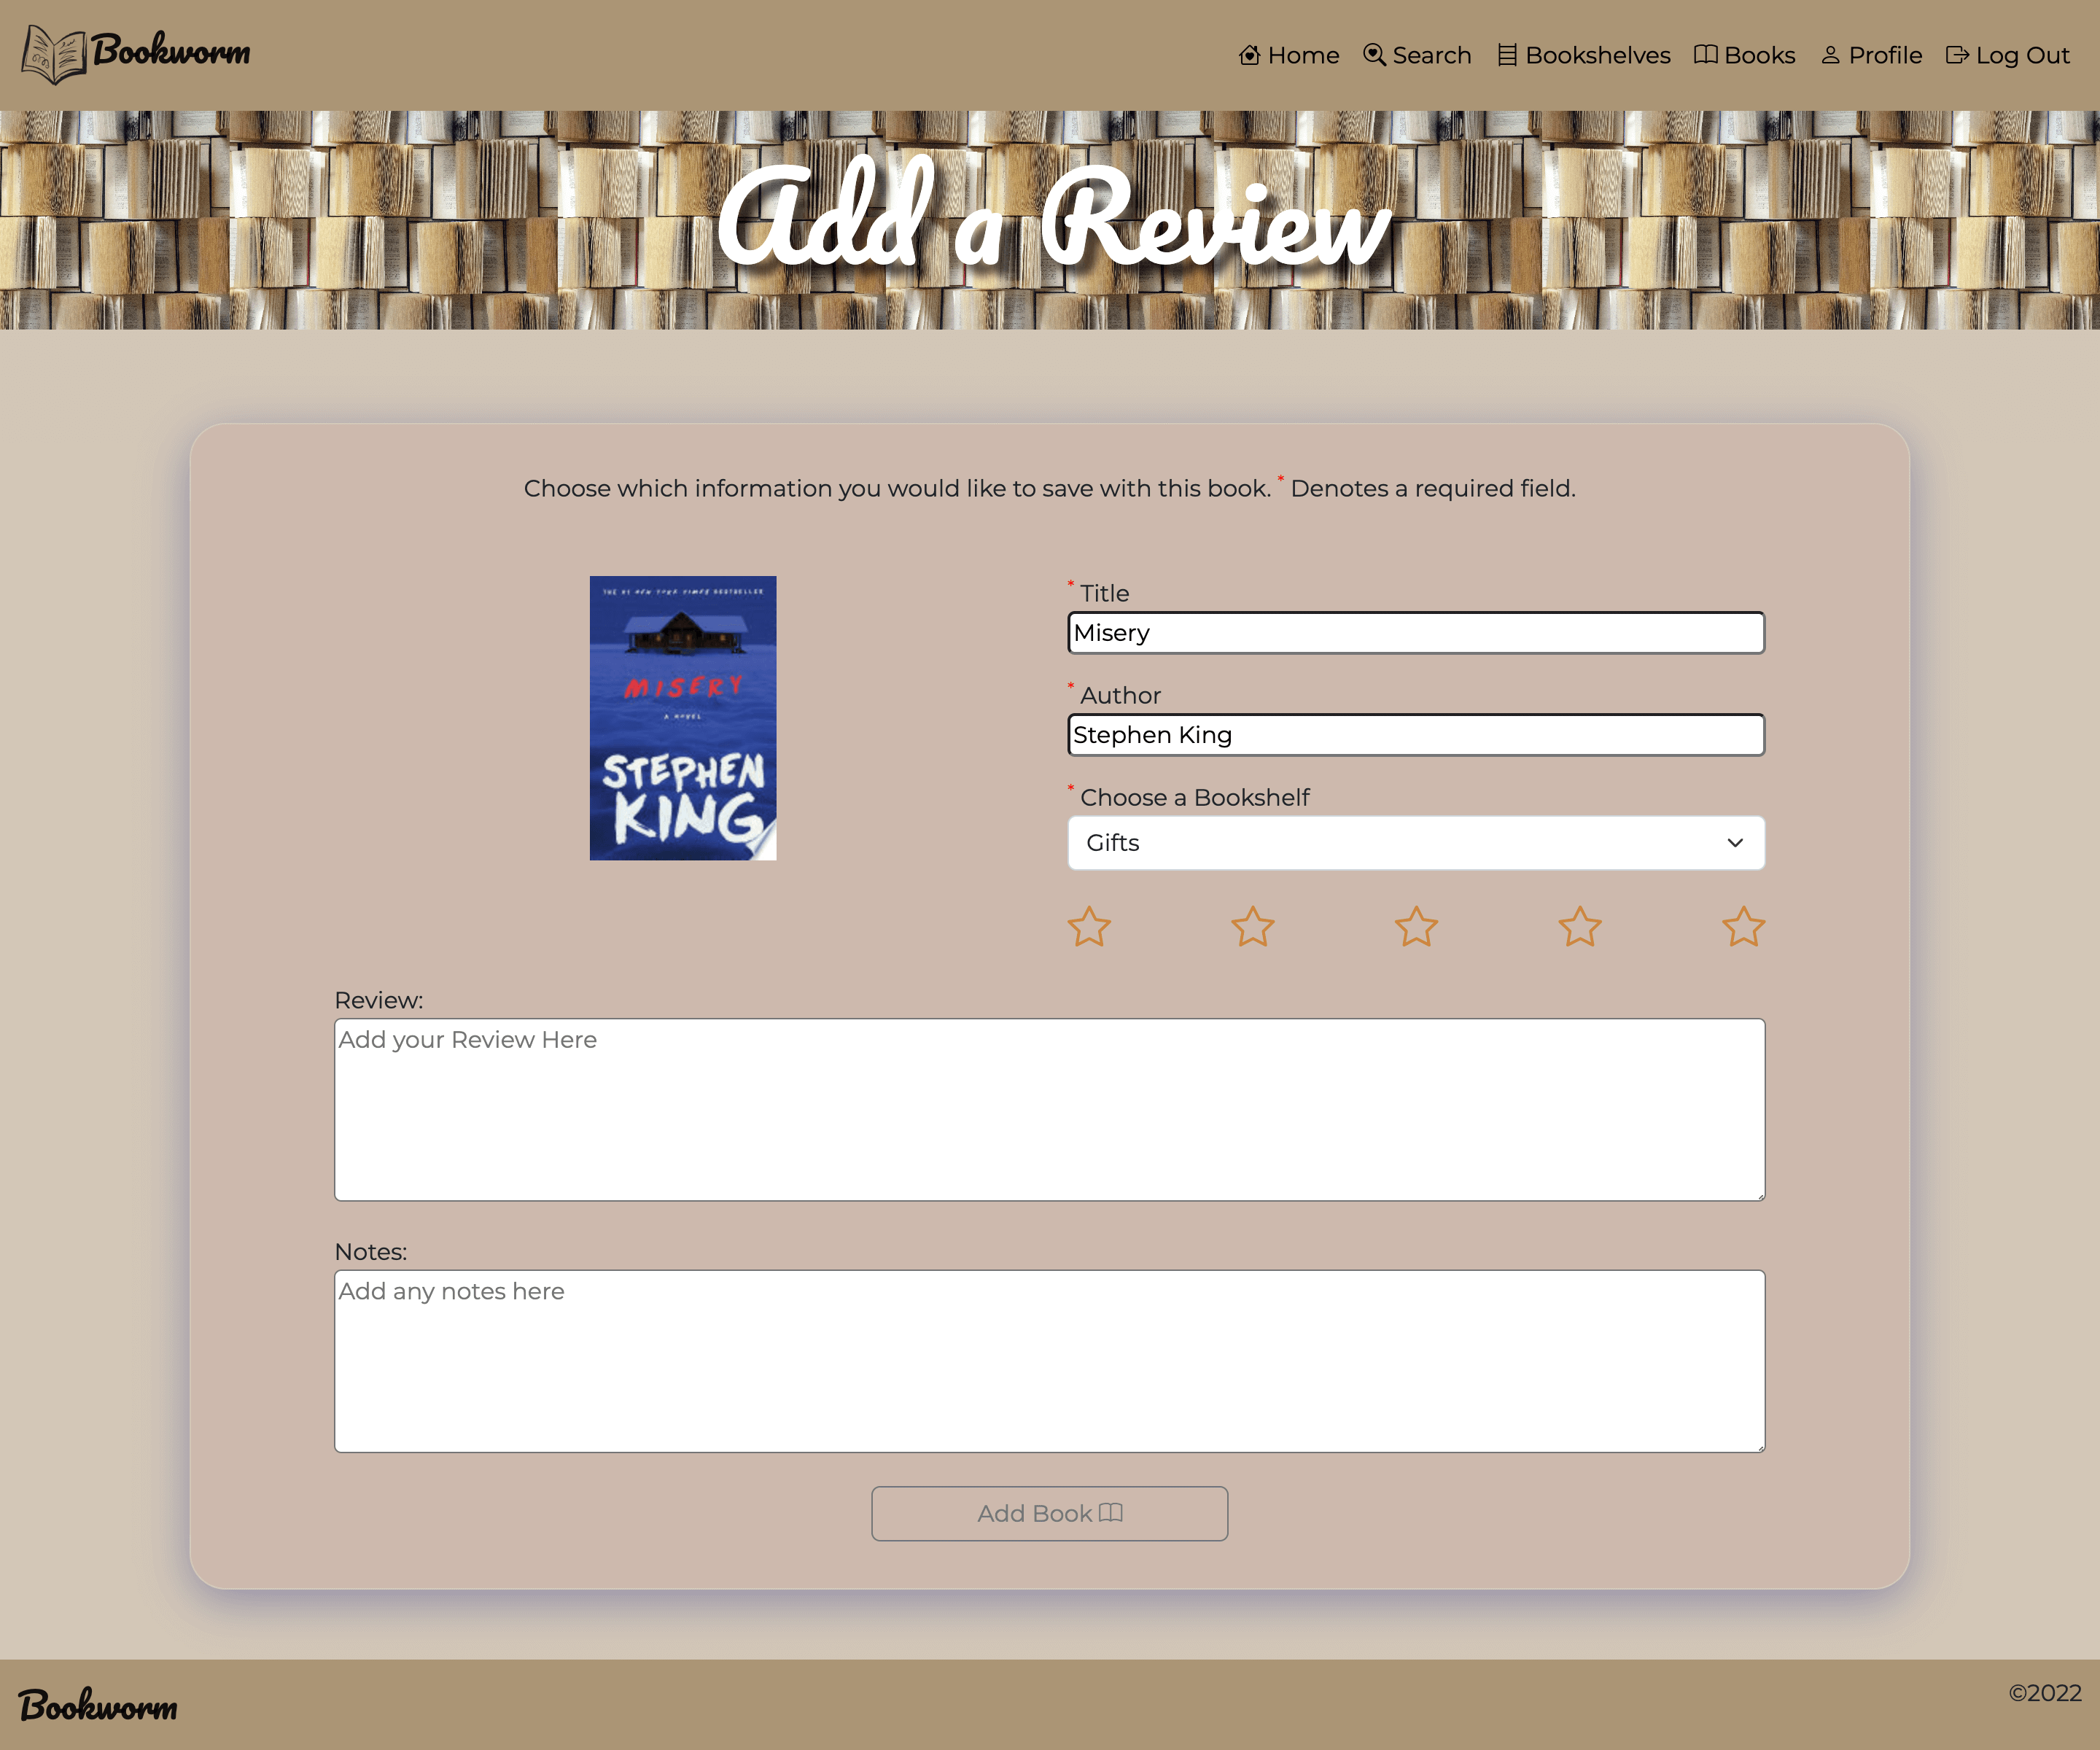 Bookworm
Home Search Bookshelves Books Profile Log Out
Add a Review
Choose which information you would like to save with this book. * Denotes a required field.
THE #1 NEW YORK TIMES BESTSELLER
MISERY
A NOVEL
STEPHEN
KING
* Title
Misery
* Author
Stephen King
* Choose a Bookshelf
Gifts
Review:
Add your Review Here
Notes:
Add any notes here
Add Book
Bookworm
©2022